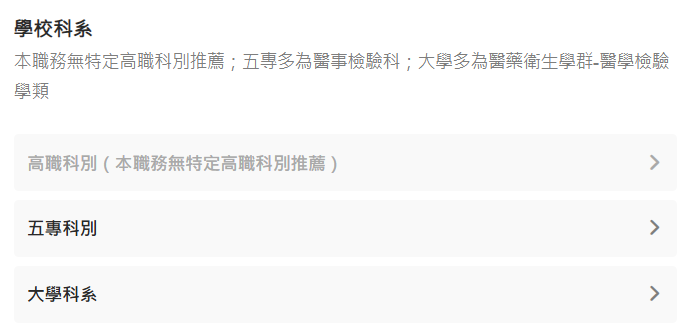 學校科系
本職務無特定高職科別推薦；五專多為醫事檢驗科；大學多為醫藥衛生學群-醫學檢驗
學類
高職科別 ( 本職務無特定高職科別推薦 )
五專科別
大學科系